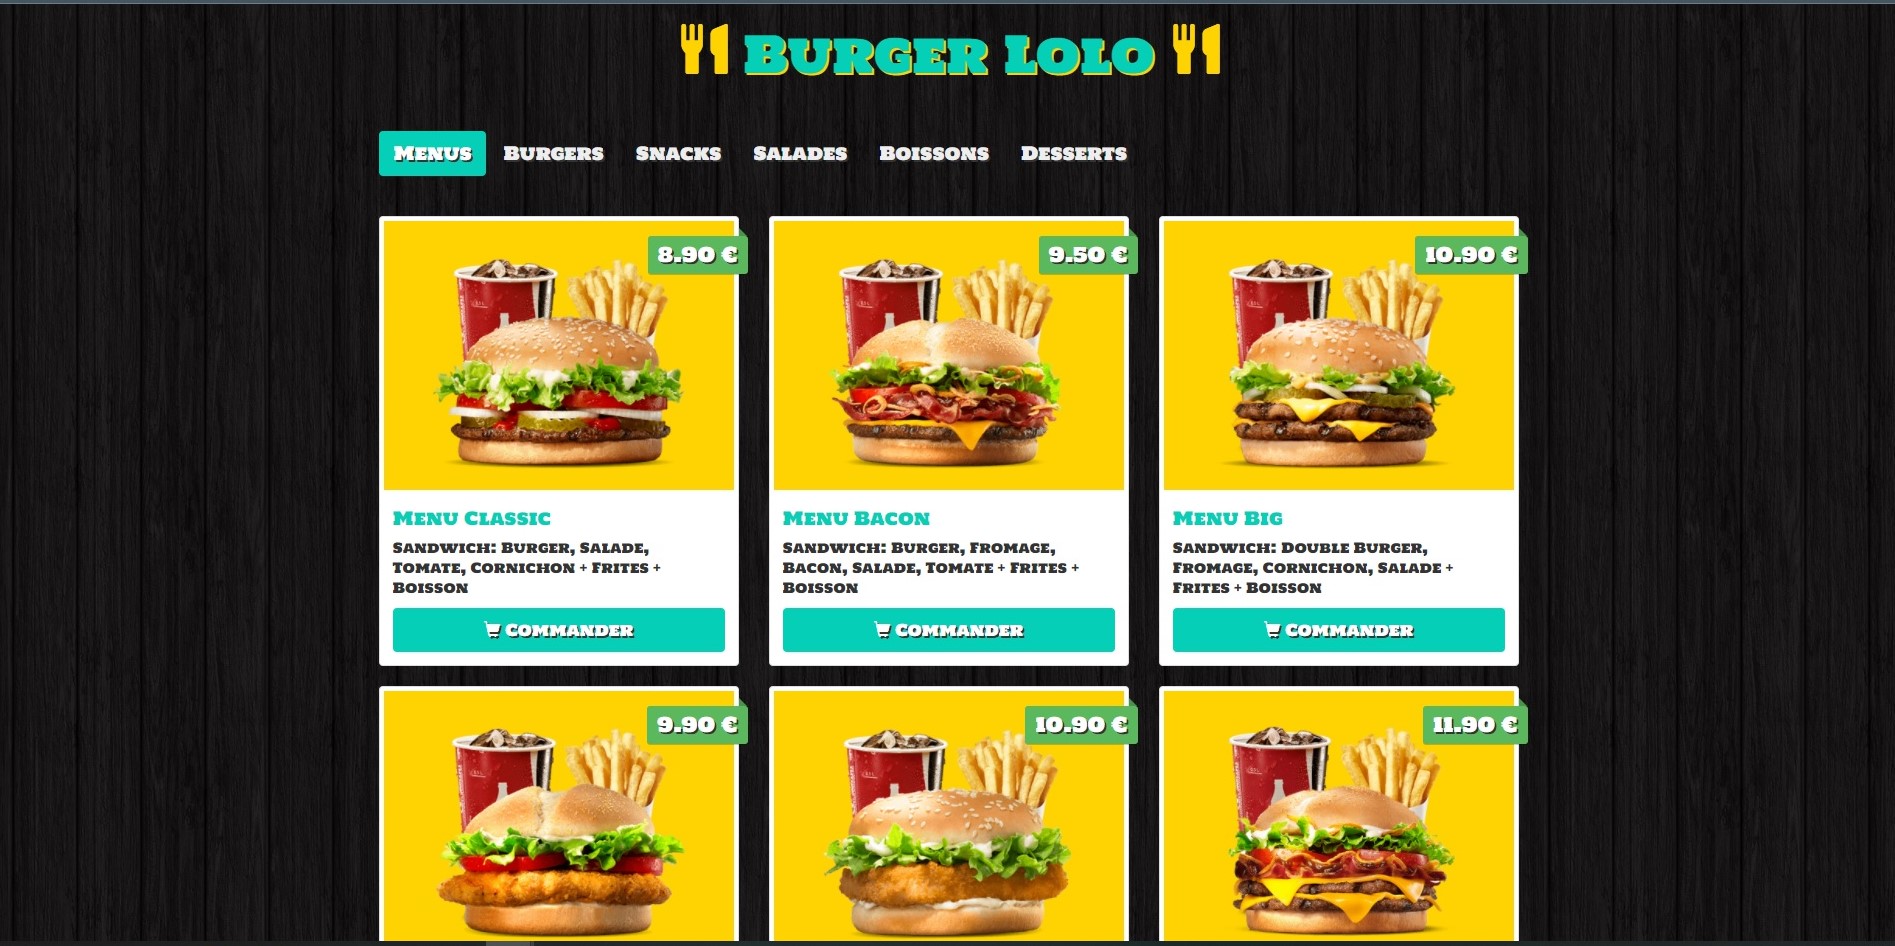 Burger Lolo
Menus Burgers Snacks Salades Boissons Desserts
8.90 €
9.50 €
10.90 €
Menu Classic
Sandwich: Burger, Salade,
Tomate, Cornichon + Frites +
Boisson
Commander
Menu Bacon
Sandwich: Burger, Fromage,
Bacon, Salade, Tomate + Frites +
Boisson
Commander
Menu Big
Sandwich: Double Burger,
Fromage, Cornichon, Salade +
Frites + Boisson
Commander
9.90 €
10.90 €
11.90 €